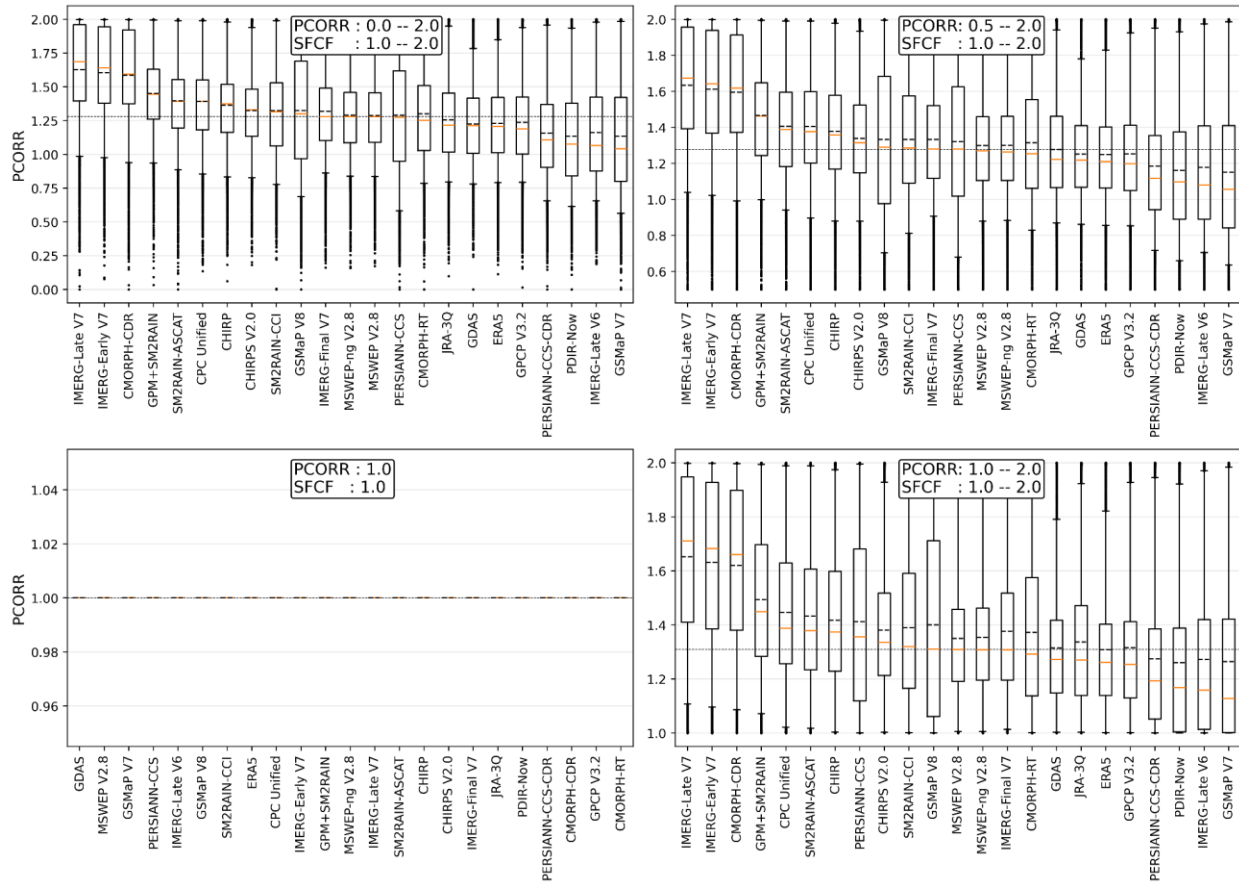 PCORR : 0.0 -- 2.0
SFCF : 1.0 -- 2.0
PCORR
2.00
1.75
1.50
1.25
1.00
0.75
0.50
0.25
0.00
IMERG-Late V7
IMERG-Early V7
CMORPH-CDR
GPM+SM2RAIN
SM2RAIN-ASCAT
CPC Unified
CHIRP
CHIRPS V2.0
SM2RAIN-CCI
GSMaP V8
IMERG-Final V7
MSWEP-ng V2.8
MSWEP V2.8
PERSIANN-CCS
CMORPH-RT
JRA-3Q
GDAS
ERA5
GPCP V3.2
PERSIANN-CCS-CDR
PDIR-Now
IMERG-Late V6
GSMaP V7
PCORR : 0.5 -- 2.0
SFCF : 1.0 -- 2.0
2.0
1.8
1.6
1.4
1.2
1.0
0.8
0.6
IMERG-Late V7
IMERG-Early V7
CMORPH-CDR
GPM+SM2RAIN
SM2RAIN-ASCAT
CPC Unified
CHIRP
CHIRPS V2.0
GSMaP V8
SM2RAIN-CCI
IMERG-Final V7
PERSIANN-CCS
MSWEP V2.8
MSWEP-ng V2.8
CMORPH-RT
JRA-3Q
GDAS
ERA5
GPCP V3.2
PERSIANN-CCS-CDR
PDIR-Now
IMERG-Late V6
GSMaP V7
PCORR : 1.0
SFCF : 1.0
PCORR
1.04
1.02
1.00
0.98
0.96
GDAS
MSWEP V2.8
GSMaP V7
PERSIANN-CCS
IMERG-Late V6
GSMaP V8
SM2RAIN-CCI
ERA5
CPC Unified
IMERG-Early V7
GPM+SM2RAIN
MSWEP-ng V2.8
IMERG-Late V7
SM2RAIN-ASCAT
CHIRP
CHIRPS V2.0
IMERG-Final V7
JRA-3Q
PDIR-Now
PERSIANN-CCS-CDR
CMORPH-CDR
GPCP V3.2
CMORPH-RT
PCORR: 1.0 -- 2.0
SFCF : 1.0 -- 2.0
2.0
1.8
1.6
1.4
1.2
1.0
IMERG-Late V7
IMERG-Early V7
CMORPH-CDR
GPM+SM2RAIN
CPC Unified
SM2RAIN-ASCAT
CHIRP
PERSIANN-CCS
CHIRPS V2.0
SM2RAIN-CCI
GSMaP V8
MSWEP V2.8
MSWEP-ng V2.8
IMERG-Final V7
CMORPH-RT
GDAS
JRA-3Q
ERA5
GPCP V3.2
PERSIANN-CCS-CDR
PDIR-Now
IMERG-Late V6
GSMaP V7